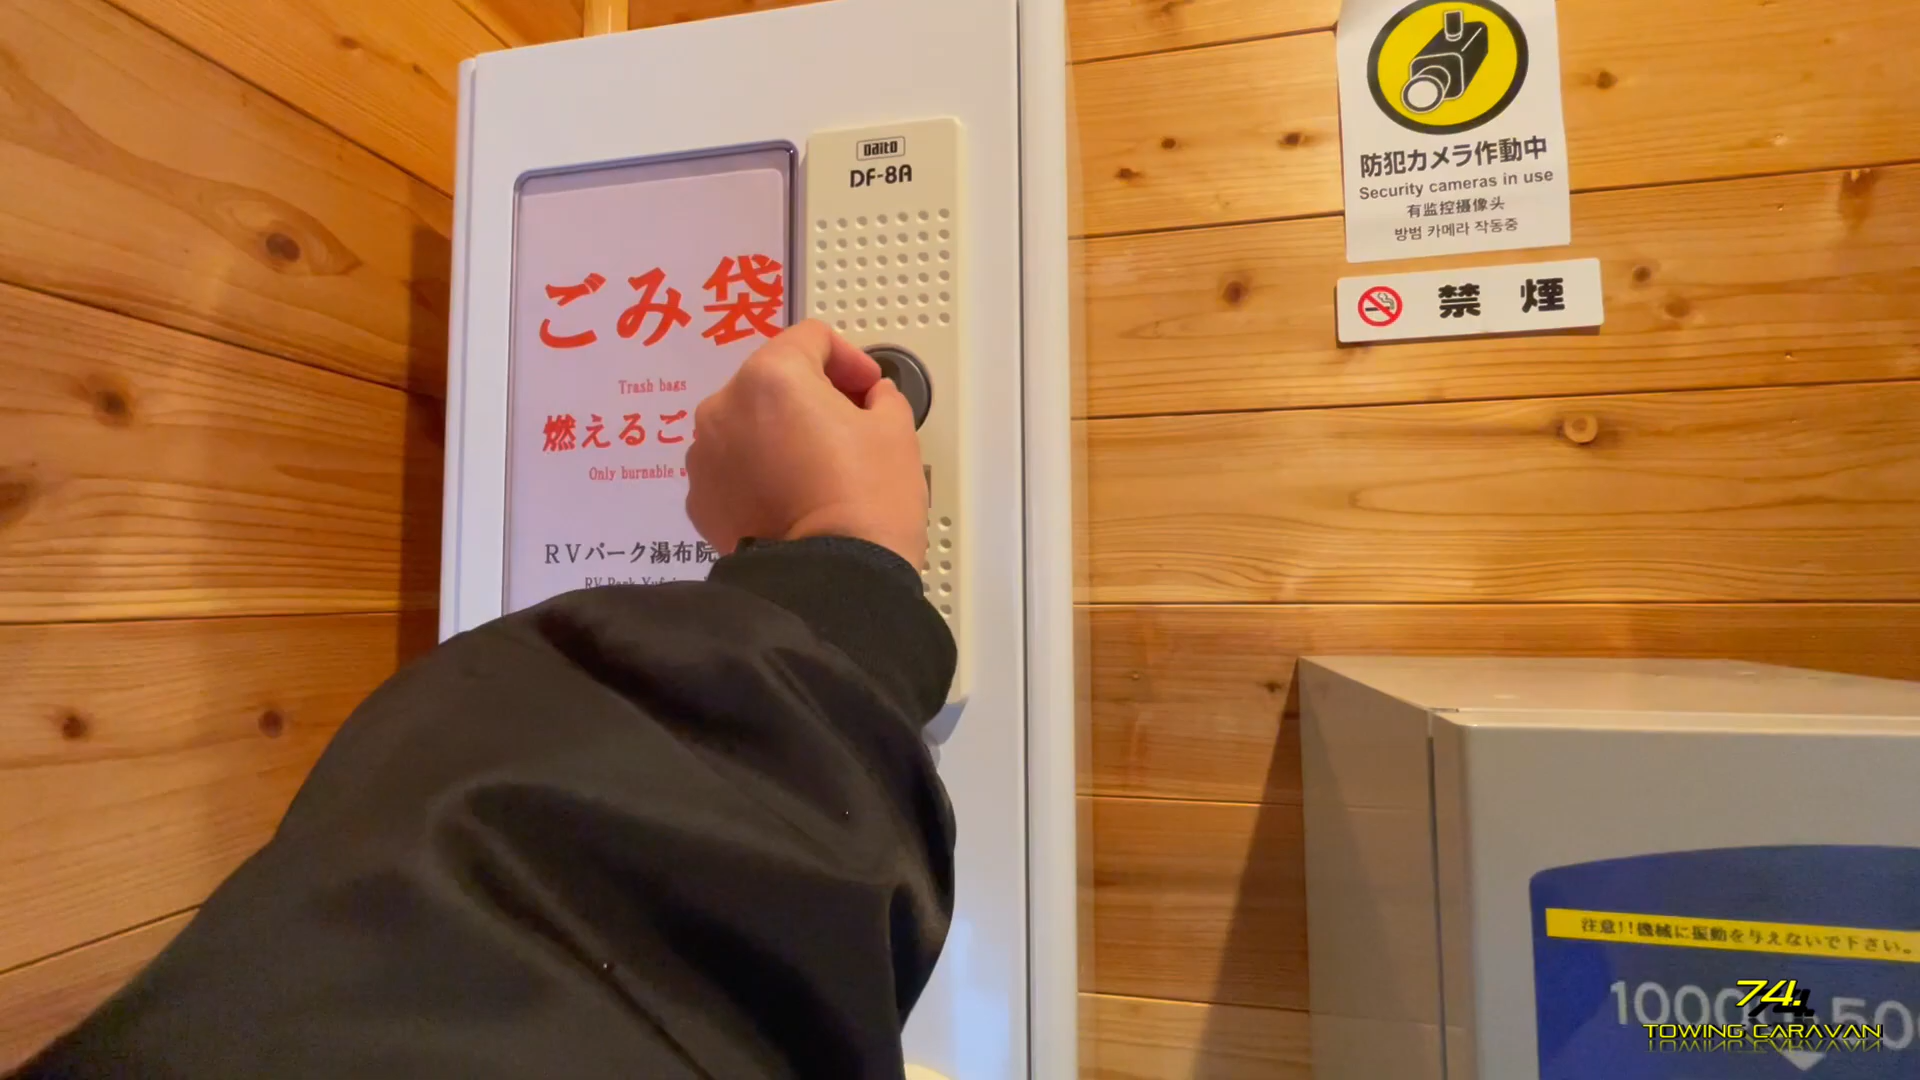 Daito
DF-8A
ごみ袋
Trash bags
燃えるご
Only burnable
RVパーク湯布院
RV Park
防犯カメラ作動中
Security cameras in use
有监控摄像头
방범 카메라 작동중
禁煙
注意!!機械に振動を与えないで下さい。
74.
TOWING CARAVAN